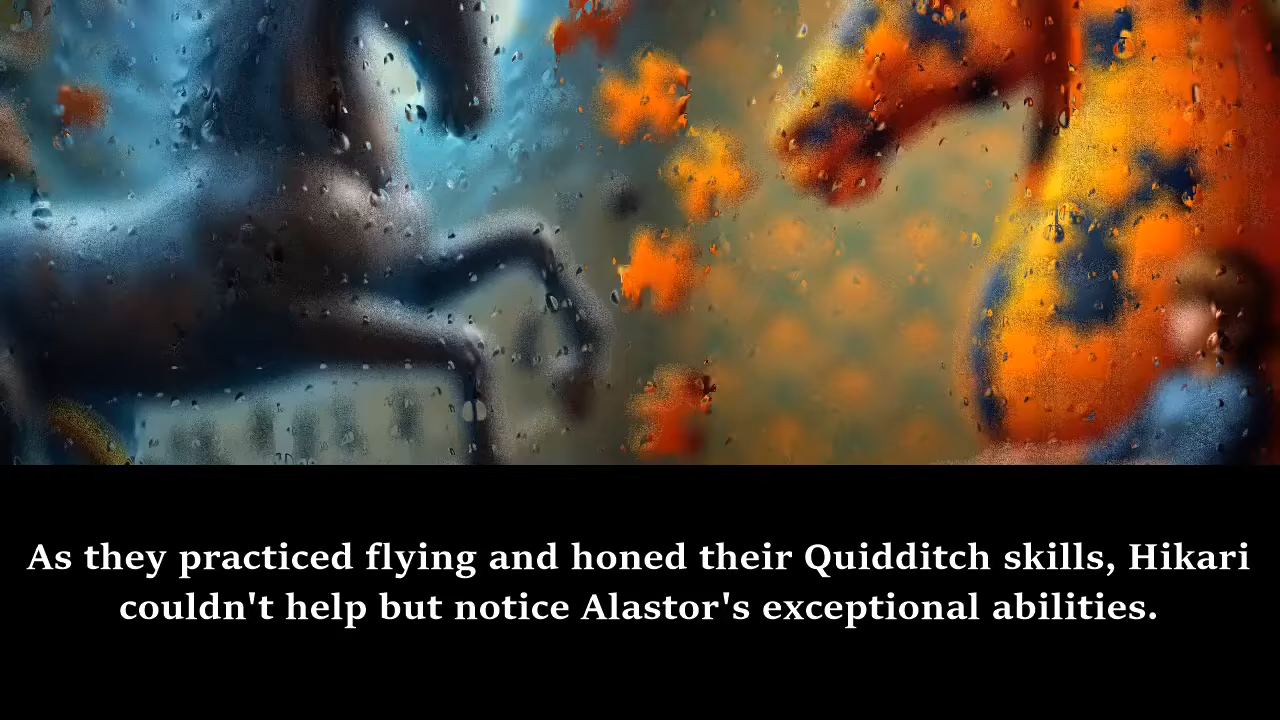 As they practiced flying and honed their Quidditch skills, Hikari
couldn't help but notice Alastor's exceptional abilities.